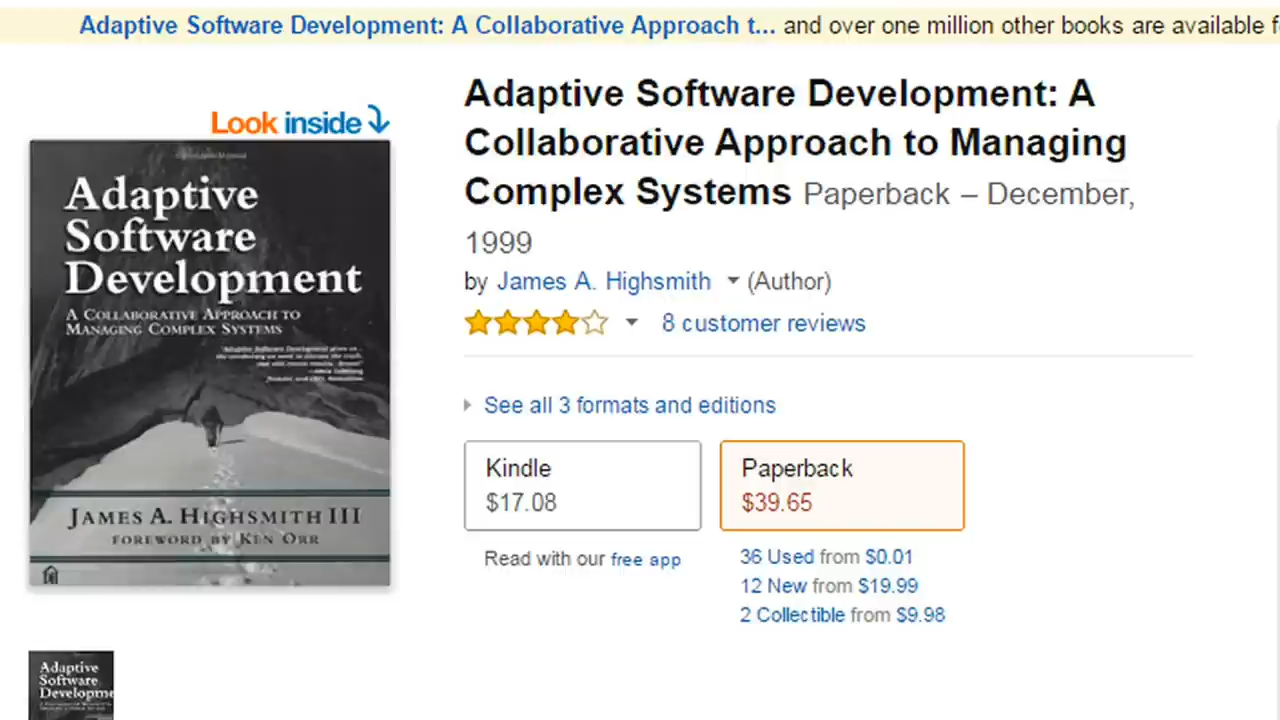 Adaptive Software Development: A Collaborative Approach t... and over one million other books are available f
Look inside
Adaptive
Software
Development
A COLLABORATIVE APPROACH TO
MANAGING COMPLEX SYSTEMS
JAMES A. HIGHSMITH III
FOREWORD BY KEN ORR
Adaptive Software Development: A
Collaborative Approach to Managing
Complex Systems Paperback – December,
1999
by James A. Highsmith (Author)
8 customer reviews
See all 3 formats and editions
Kindle
$17.08
Read with our free app
Paperback
$39.65
36 Used from $0.01
12 New from $19.99
2 Collectible from $9.98
Adaptive
Software
Developme